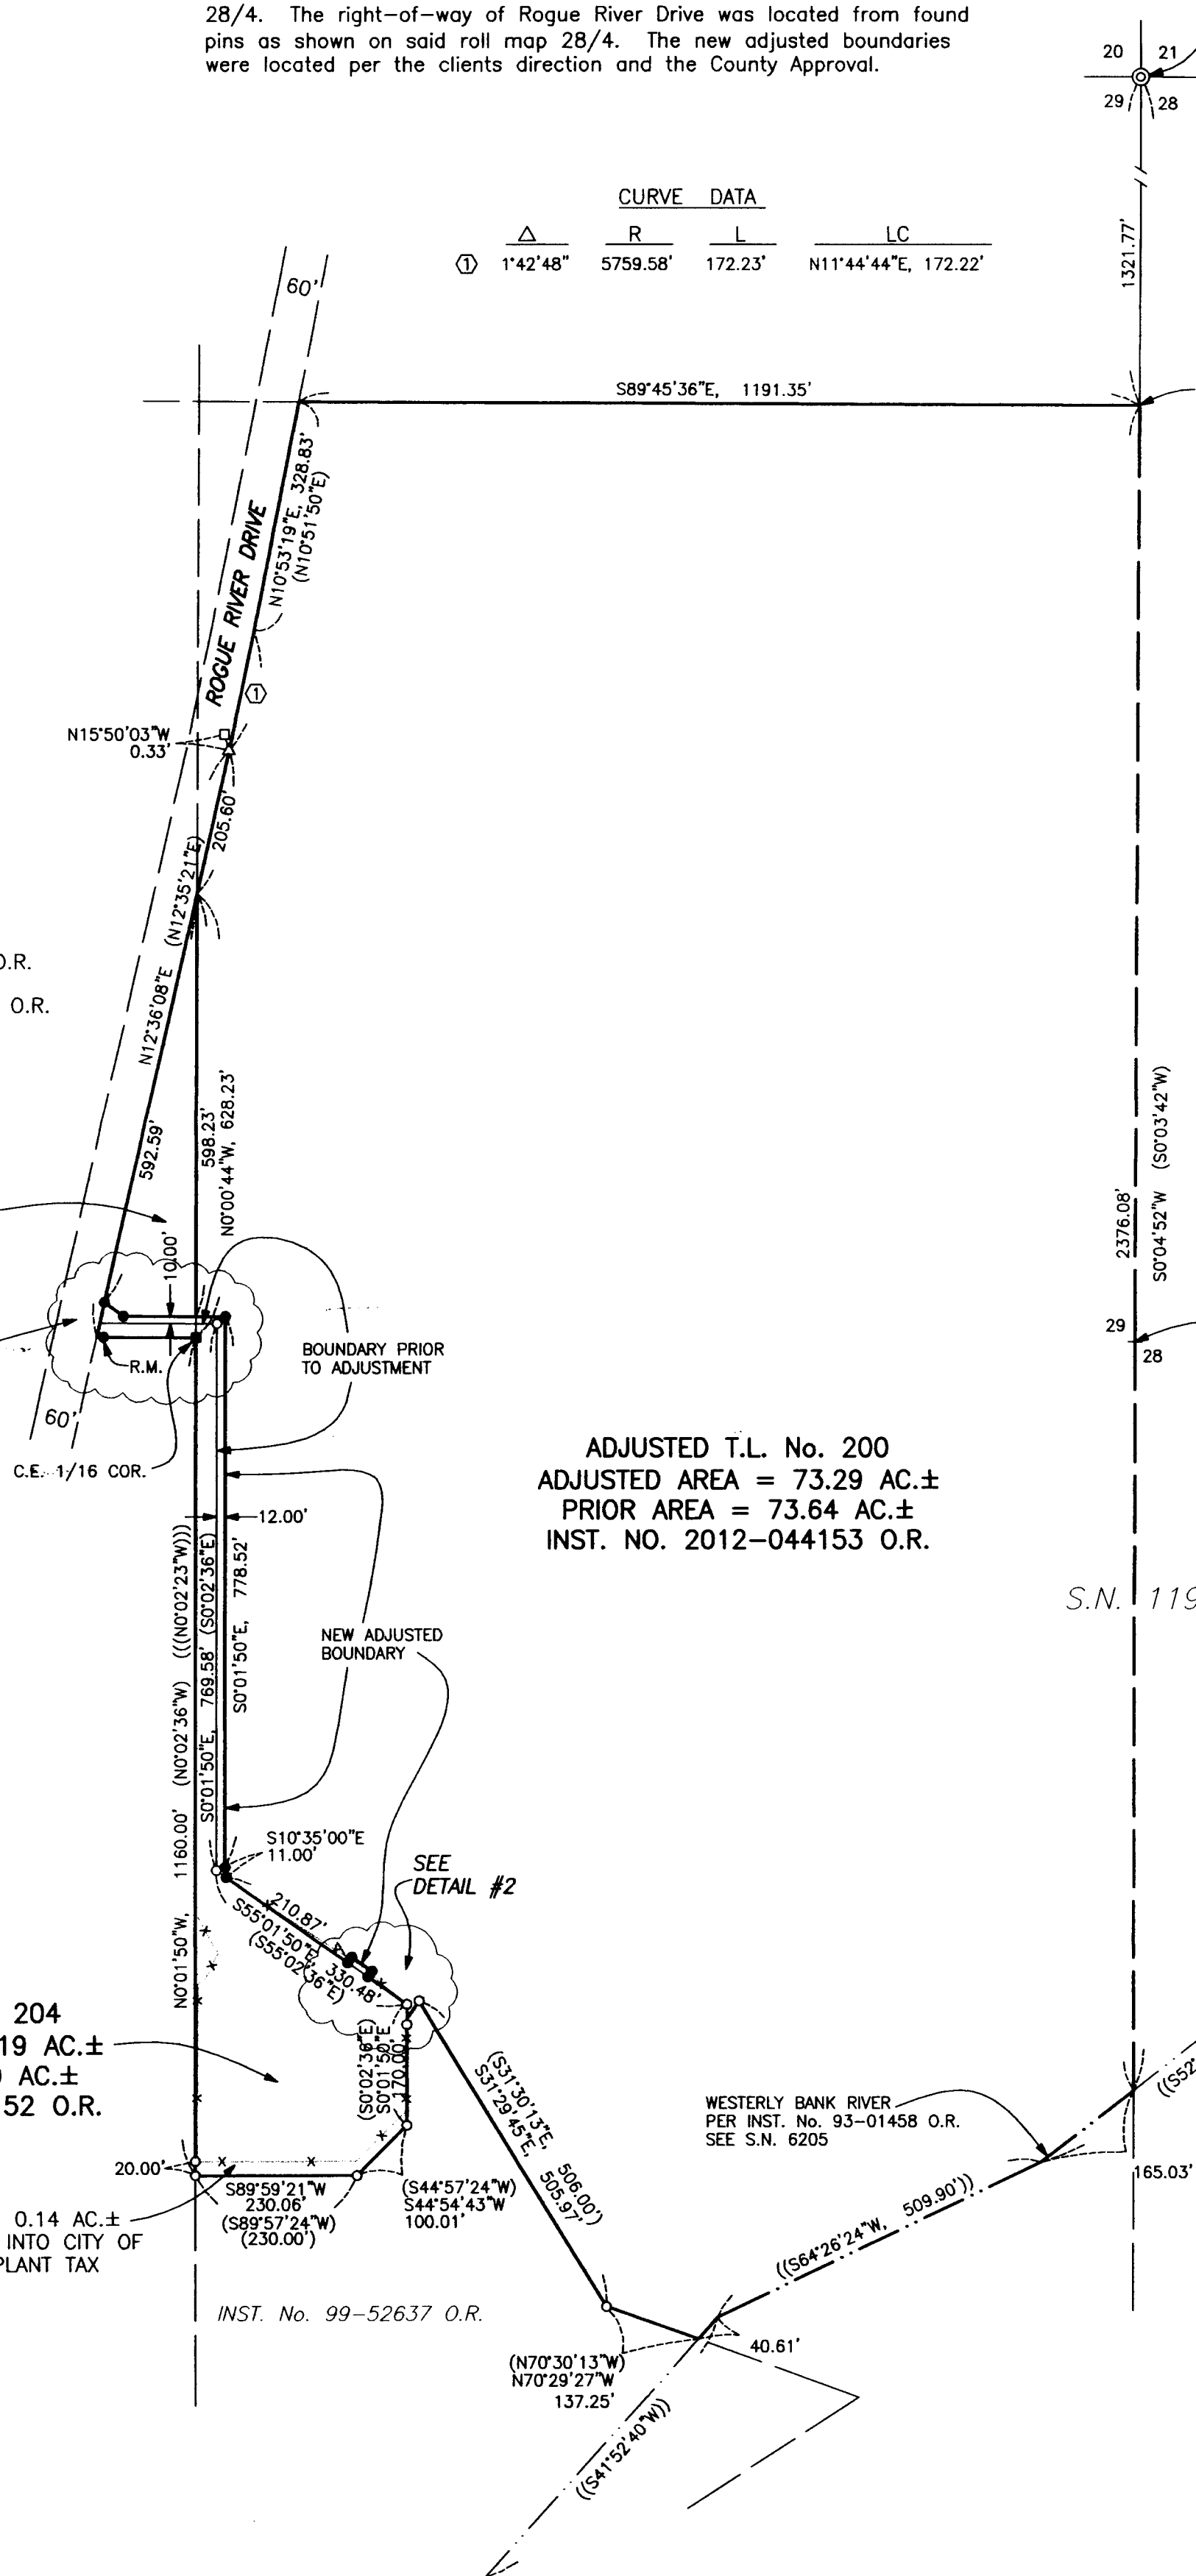 28/4. The right-of-way of Rogue River Drive was located from found
pins as shown on said roll map 28/4. The new adjusted boundaries
were located per the clients direction and the County Approval.
20 21
29 28
CURVE DATA
△ R L LC
1 1°42'48" 5759.58' 172.23' N11°44'44"E, 172.22'
1321.77'
60'
S89°45'36"E, 1191.35'
N10°53'19"E, 328.83'
(N10°51'50"E)
ROGUE RIVER DRIVE
1
N15°50'03"W
0.33'
205.60'
(N12°35'21"E)
N12°36'08"E
592.59'
O.R.
O.R.
598.23'
N0°00'44"W, 628.23'
10.00'
R.M.
BOUNDARY PRIOR
TO ADJUSTMENT
60'
C.E. 1/16 COR.
2376.08'
S0°04'52"W (S0°03'42"W)
29
28
ADJUSTED T.L. No. 200
ADJUSTED AREA = 73.29 AC.±
PRIOR AREA = 73.64 AC.±
INST. NO. 2012-044153 O.R.
12.00'
S.N. 119
NEW ADJUSTED
BOUNDARY
N0°01'50"W, 1160.00' (N0°02'36"W) (((N0°02'23"W)))
S0°01'50"E, 769.58' (S0°02'36"E)
S0°01'50"E, 778.52'
S10°35'00"E
11.00'
SEE
DETAIL #2
210.87'
S55°01'50"E, 330.48'
(S55°02'36"E)
204
19 AC.±
AC.±
52 O.R.
(S0°02'36"E)
S0°01'50"E
170.00'
(S31°30'13"E, 506.00')
S31°29'45"E, 505.97'
WESTERLY BANK RIVER
PER INST. No. 93-01458 O.R.
SEE S.N. 6205
((S52°
165.03'
20.00'
S89°59'21"W
230.06'
(S89°57'24"W)
(230.00')
(S44°57'24"W)
S44°54'43"W
100.01'
0.14 AC.±
INTO CITY OF
PLANT TAX
((S64°26'24"W, 509.90'))
INST. No. 99-52637 O.R.
40.61'
(N70°30'13"W)
N70°29'27"W
137.25'
((S41°52'40"W))